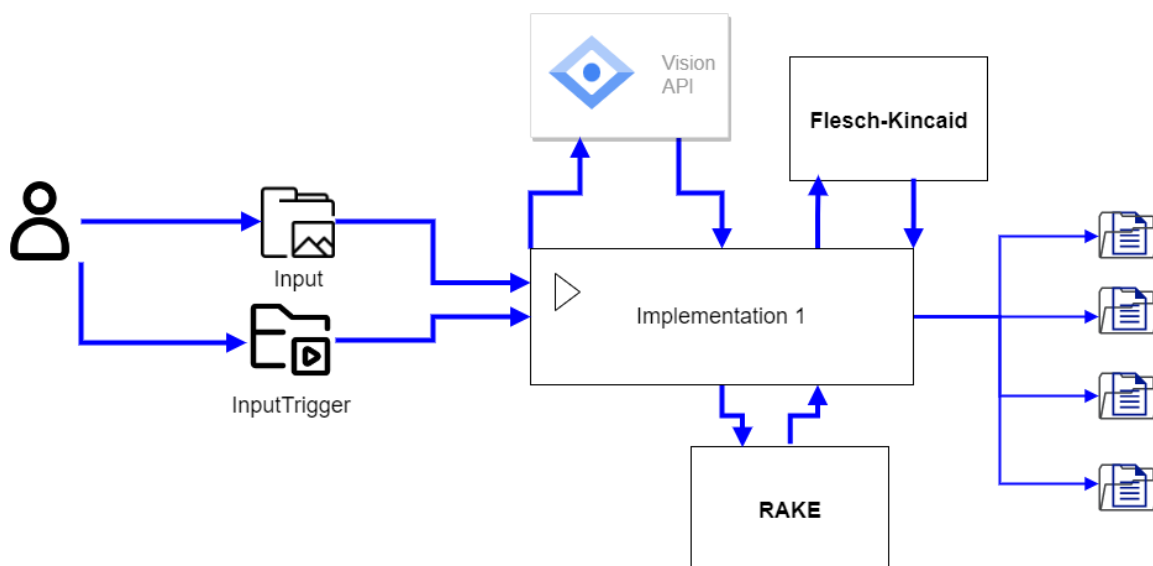 Vision
API
Flesch-Kincaid
Input
Implementation 1
InputTrigger
RAKE